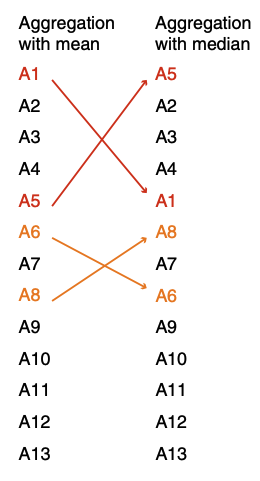 Aggregation Aggregation
with mean with median
A1 A5
A2 A2
A3 A3
A4 A4
A5 A1
A6 A8
A7 A7
A8 A6
A9 A9
A10 A10
A11 A11
A12 A12
A13 A13